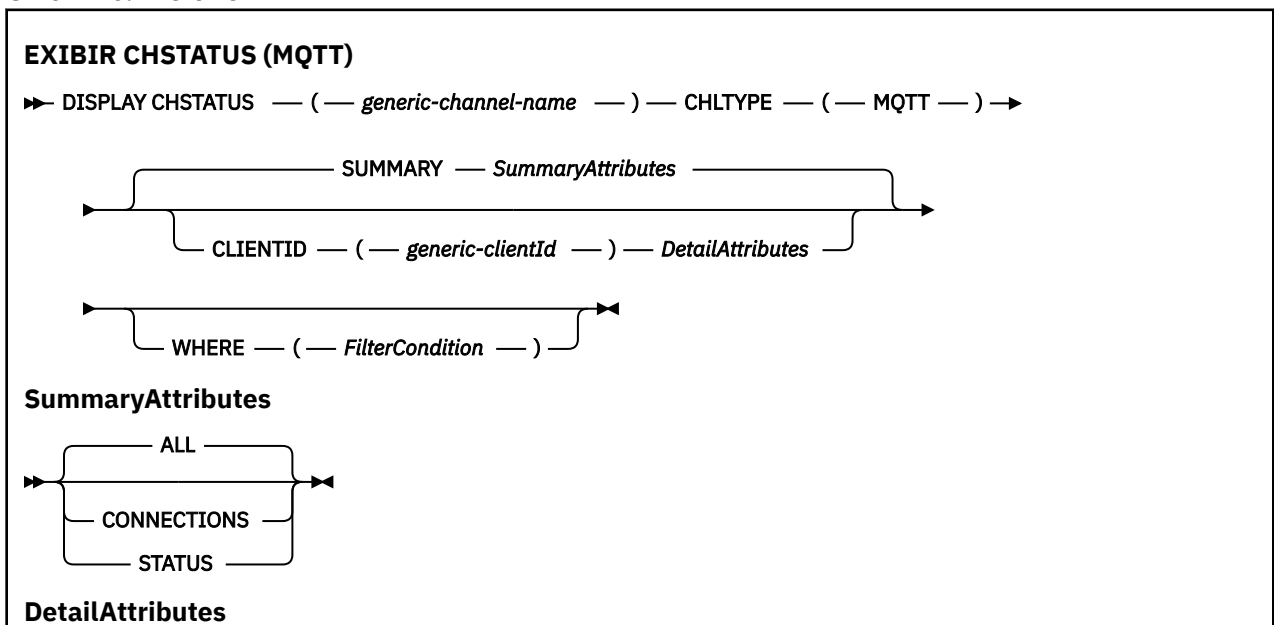 EXIBIR CHSTATUS (MQTT)
DISPLAY CHSTATUS ( generic-channel-name ) CHLTYPE ( MQTT )
SUMMARY SummaryAttributes
CLIENTID ( generic-clientId ) DetailAttributes
WHERE ( FilterCondition )
SummaryAttributes
ALL
CONNECTIONS
STATUS
DetailAttributes